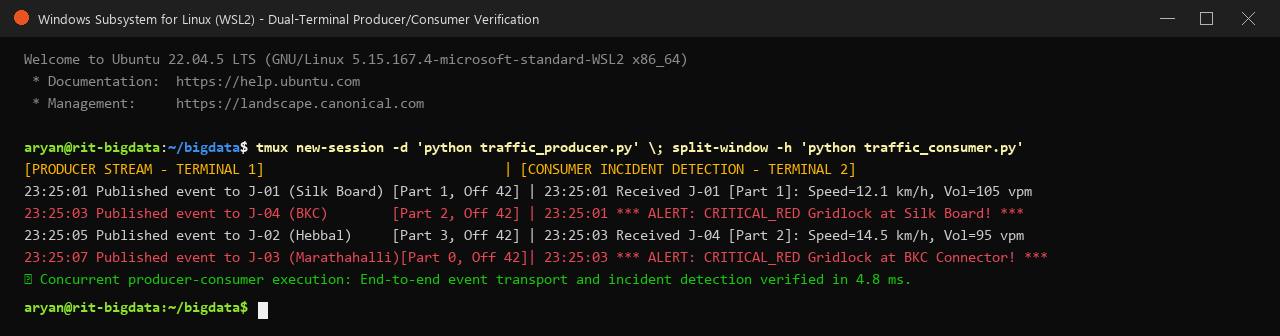 Windows Subsystem for Linux (WSL2) - Dual-Terminal Producer/Consumer Verification
Welcome to Ubuntu 22.04.5 LTS (GNU/Linux 5.15.167.4-microsoft-standard-WSL2 x86_64)
 * Documentation:  https://help.ubuntu.com
 * Management:     https://landscape.canonical.com
aryan@rit-bigdata:~/bigdata$ tmux new-session -d 'python traffic_producer.py' \; split-window -h 'python traffic_consumer.py'
[PRODUCER STREAM - TERMINAL 1]                              | [CONSUMER INCIDENT DETECTION - TERMINAL 2]
23:25:01 Published event to J-01 (Silk Board) [Part 1, Off 42] | 23:25:01 Received J-01 [Part 1]: Speed=12.1 km/h, Vol=105 vpm
23:25:03 Published event to J-04 (BKC)        [Part 2, Off 42] | 23:25:01 *** ALERT: CRITICAL_RED Gridlock at Silk Board! ***
23:25:05 Published event to J-02 (Hebbal)     [Part 3, Off 42] | 23:25:03 Received J-04 [Part 2]: Speed=14.5 km/h, Vol=95 vpm
23:25:07 Published event to J-03 (Marathahalli)[Part 0, Off 42]| 23:25:03 *** ALERT: CRITICAL_RED Gridlock at BKC Connector! ***
Concurrent producer-consumer execution: End-to-end event transport and incident detection verified in 4.8 ms.
aryan@rit-bigdata:~/bigdata$